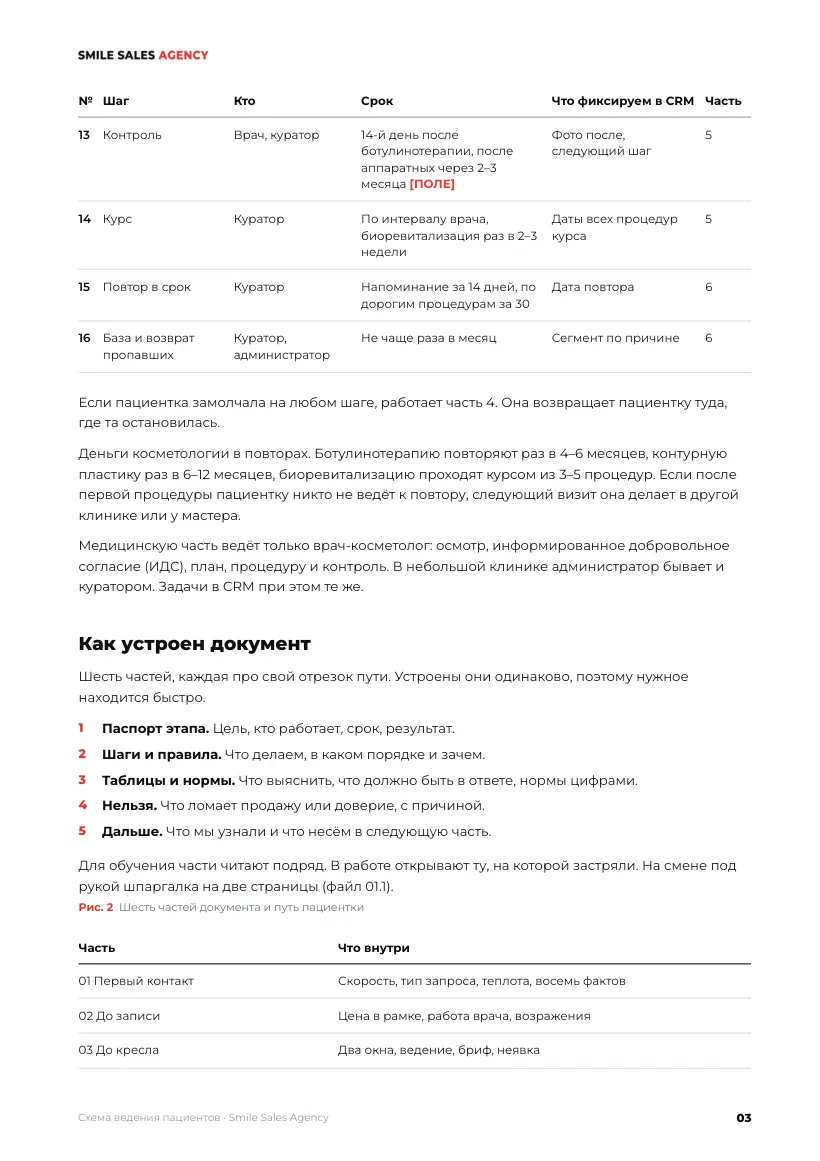 SMILE SALES AGENCY
№ Шаг Кто Срок Что фиксируем в CRM Часть
13 Контроль Врач, куратор 14-й день после Фото после, 5
ботулинотерапии, после следующий шаг
аппаратных через 2–3
месяца [ПОЛЕ]
14 Курс Куратор По интервалу врача, Даты всех процедур 5
биоревитализация раз в 2–3 курса
недели
15 Повтор в срок Куратор Напоминание за 14 дней, по Дата повтора 6
дорогим процедурам за 30
16 База и возврат Куратор, Не чаще раза в месяц Сегмент по причине 6
пропавших администратор
Если пациентка замолчала на любом шаге, работает часть 4. Она возвращает пациентку туда,
где та остановилась.
Деньги косметологии в повторах. Ботулинотерапию повторяют раз в 4–6 месяцев, контурную
пластику раз в 6–12 месяцев, биоревитализацию проходят курсом из 3–5 процедур. Если после
первой процедуры пациентку никто не ведёт к повтору, следующий визит она делает в другой
клинике или у мастера.
Медицинскую часть ведёт только врач-косметолог: осмотр, информированное добровольное
согласие (ИДС), план, процедуру и контроль. В небольшой клинике администратор бывает и
куратором. Задачи в CRM при этом те же.
Как устроен документ
Шесть частей, каждая про свой отрезок пути. Устроены они одинаково, поэтому нужное
находится быстро.
1 Паспорт этапа. Цель, кто работает, срок, результат.
2 Шаги и правила. Что делаем, в каком порядке и зачем.
3 Таблицы и нормы. Что выяснить, что должно быть в ответе, нормы цифрами.
4 Нельзя. Что ломает продажу или доверие, с причиной.
5 Дальше. Что мы узнали и что несём в следующую часть.
Для обучения части читают подряд. В работе открывают ту, на которой застряли. На смене под
рукой шпаргалка на две страницы (файл 01.1).
Рис. 2 Шесть частей документа и путь пациентки
Часть Что внутри
01 Первый контакт Скорость, тип запроса, теплота, восемь фактов
02 До записи Цена в рамке, работа врача, возражения
03 До кресла Два окна, ведение, бриф, неявка
Схема ведения пациентов · Smile Sales Agency 03